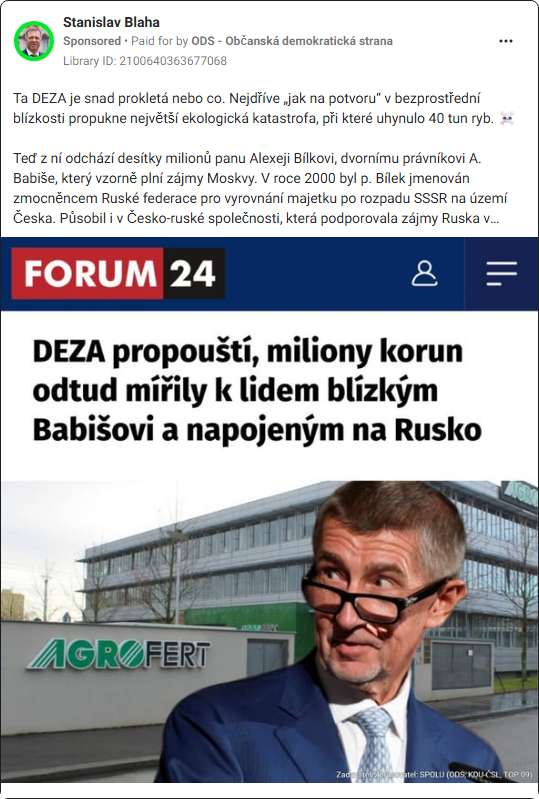 Stanislav Blaha
Sponsored • Paid for by ODS - Občanská demokratická strana
Library ID: 2100640363677068
Ta DEZA je snad prokletá nebo co. Nejdříve „jak na potvoru“ v bezprostřední
blízkosti propukne největší ekologická katastrofa, při které uhynulo 40 tun ryb. ☠️
Teď z ní odchází desítky milionů panu Alexeji Bílkovi, dvornímu právníkovi A.
Babiše, který vzorně plní zájmy Moskvy. V roce 2000 byl p. Bílek jmenován
zmocněncem Ruské federace pro vyrovnání majetku po rozpadu SSSR na území
Česka. Působil i v Česko-ruské společnosti, která podporovala zájmy Ruska v...
FORUM 24
DEZA propouští, miliony korun
odtud mířily k lidem blízkým
Babišovi a napojeným na Rusko
AGROFERT
SPOLU (ODS, KDU-ČSL, TOP 09)